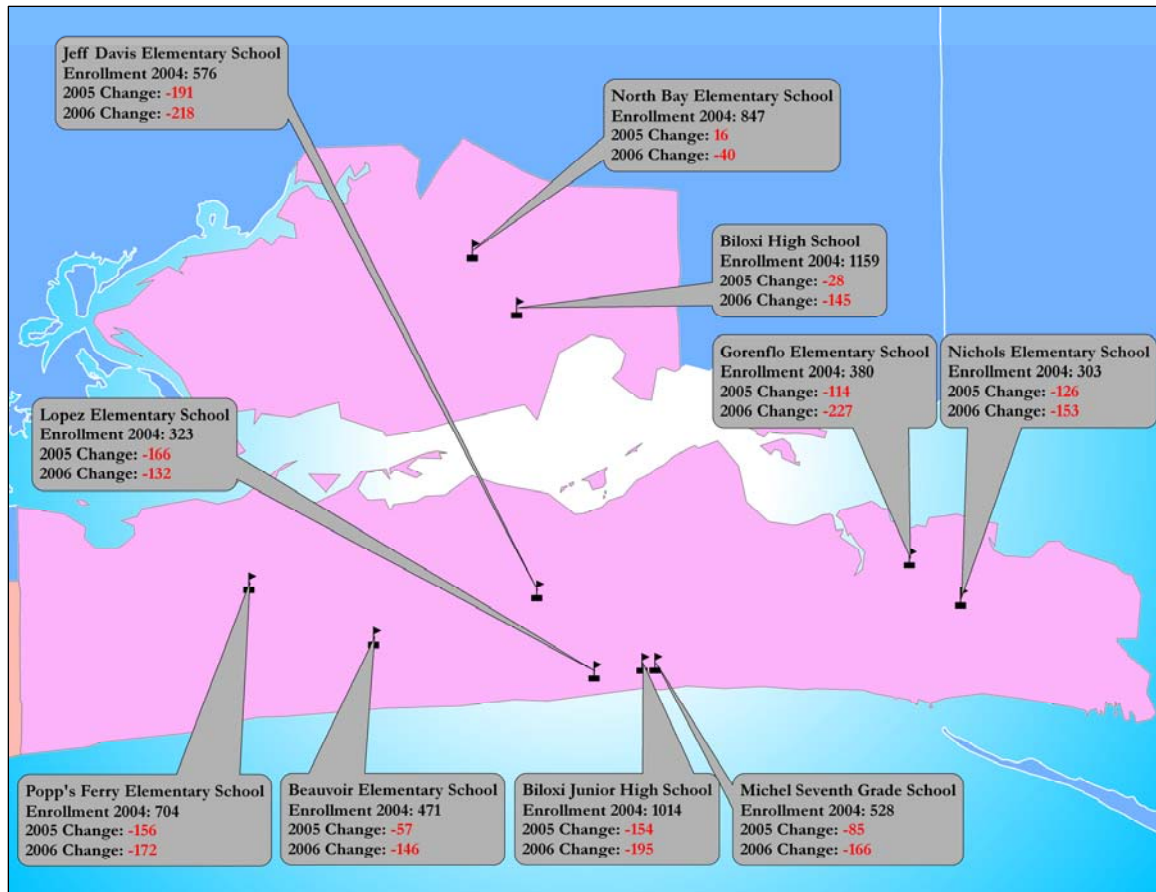 Jeff Davis Elementary School
Enrollment 2004: 576
2005 Change: -191
2006 Change: -218
North Bay Elementary School
Enrollment 2004: 847
2005 Change: 16
2006 Change: -40
Biloxi High School
Enrollment 2004: 1159
2005 Change: -28
2006 Change: -145
Gorenflo Elementary School
Enrollment 2004: 380
2005 Change: -114
2006 Change: -227
Nichols Elementary School
Enrollment 2004: 303
2005 Change: -126
2006 Change: -153
Lopez Elementary School
Enrollment 2004: 323
2005 Change: -166
2006 Change: -132
Popp's Ferry Elementary School
Enrollment 2004: 704
2005 Change: -156
2006 Change: -172
Beauvoir Elementary School
Enrollment 2004: 471
2005 Change: -57
2006 Change: -146
Biloxi Junior High School
Enrollment 2004: 1014
2005 Change: -154
2006 Change: -195
Michel Seventh Grade School
Enrollment 2004: 528
2005 Change: -85
2006 Change: -166